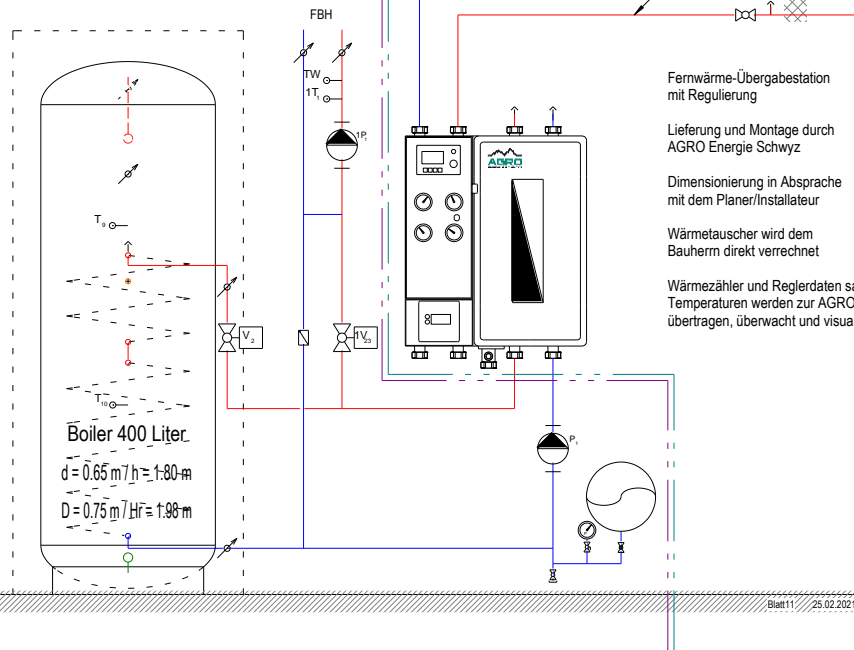 FBH
TW
1T1
1P1
AGRO
T9
V2
1V23
T10
Boiler 400 Liter
d = 0.65 m / h = 1.80 m
D = 0.75 m / Hr = 1.98 m
P1
Fernwärme-Übergabestation
mit Regulierung
Lieferung und Montage durch
AGRO Energie Schwyz
Dimensionierung in Absprache
mit dem Planer/Installateur
Wärmetauscher wird dem
Bauherrn direkt verrechnet
Wärmezähler und Reglerdaten sa
Temperaturen werden zur AGRO
übertragen, überwacht und visua
Blatt11 25.02.2021